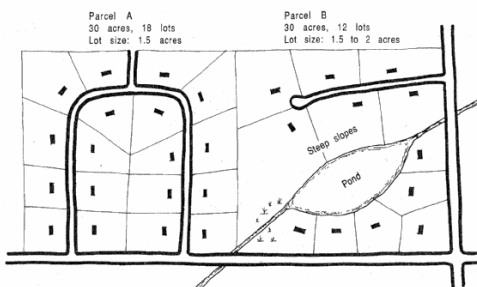 Parcel A
30 acres, 18 lots
Lot size: 1.5 acres
Parcel B
30 acres, 12 lots
Lot size: 1.5 to 2 acres
Steep slopes
Pond